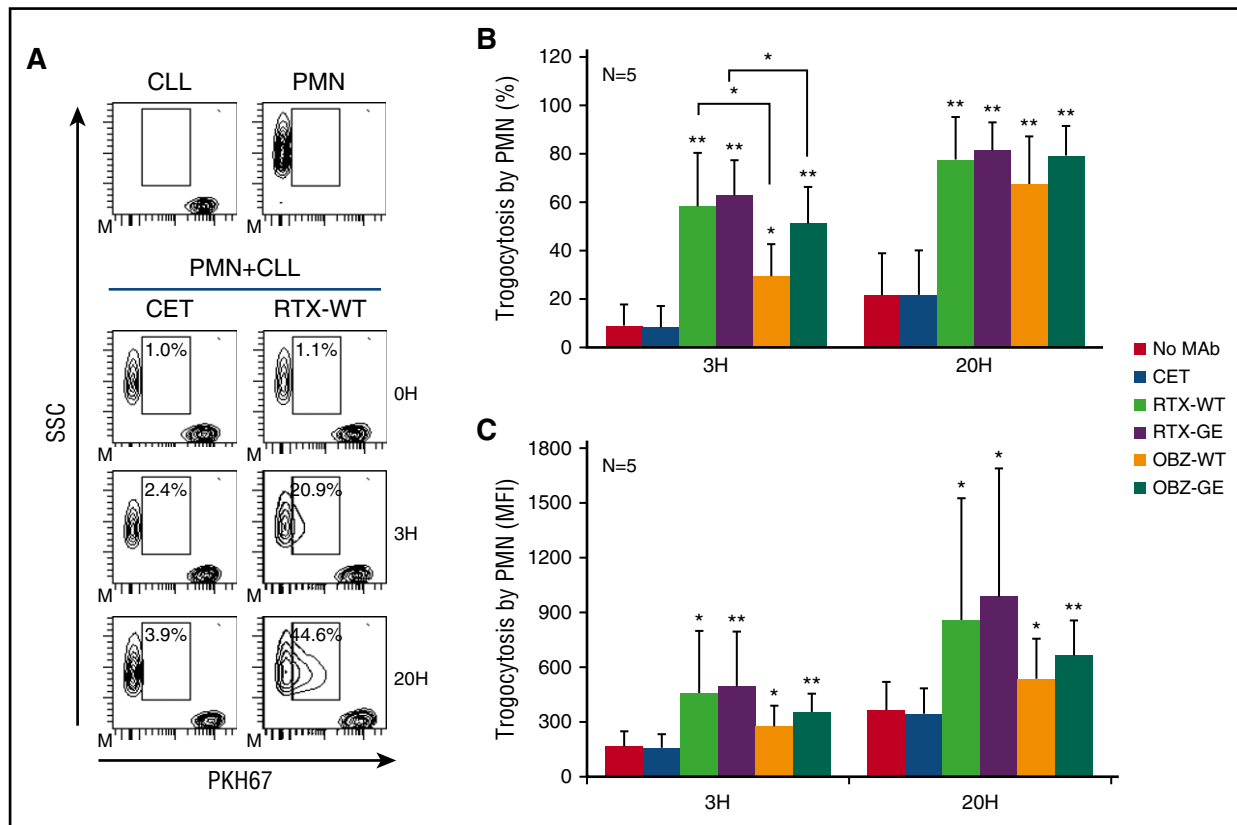 A
CLL PMN
M M
PMN+CLL
CET RTX-WT
1.0% 1.1%
0H
M M
2.4% 20.9%
3H
M M
3.9% 44.6%
20H
M M
SSC
PKH67
B
Trogocytosis by PMN (%)
120
100
80
60
40
20
0
N=5
* *
** ** * **
** ** ** **
3H 20H
C
Trogocytosis by PMN (MFI)
1800
1500
1200
900
600
300
0
N=5
* ** * **
* * * **
3H 20H
No MAb
CET
RTX-WT
RTX-GE
OBZ-WT
OBZ-GE